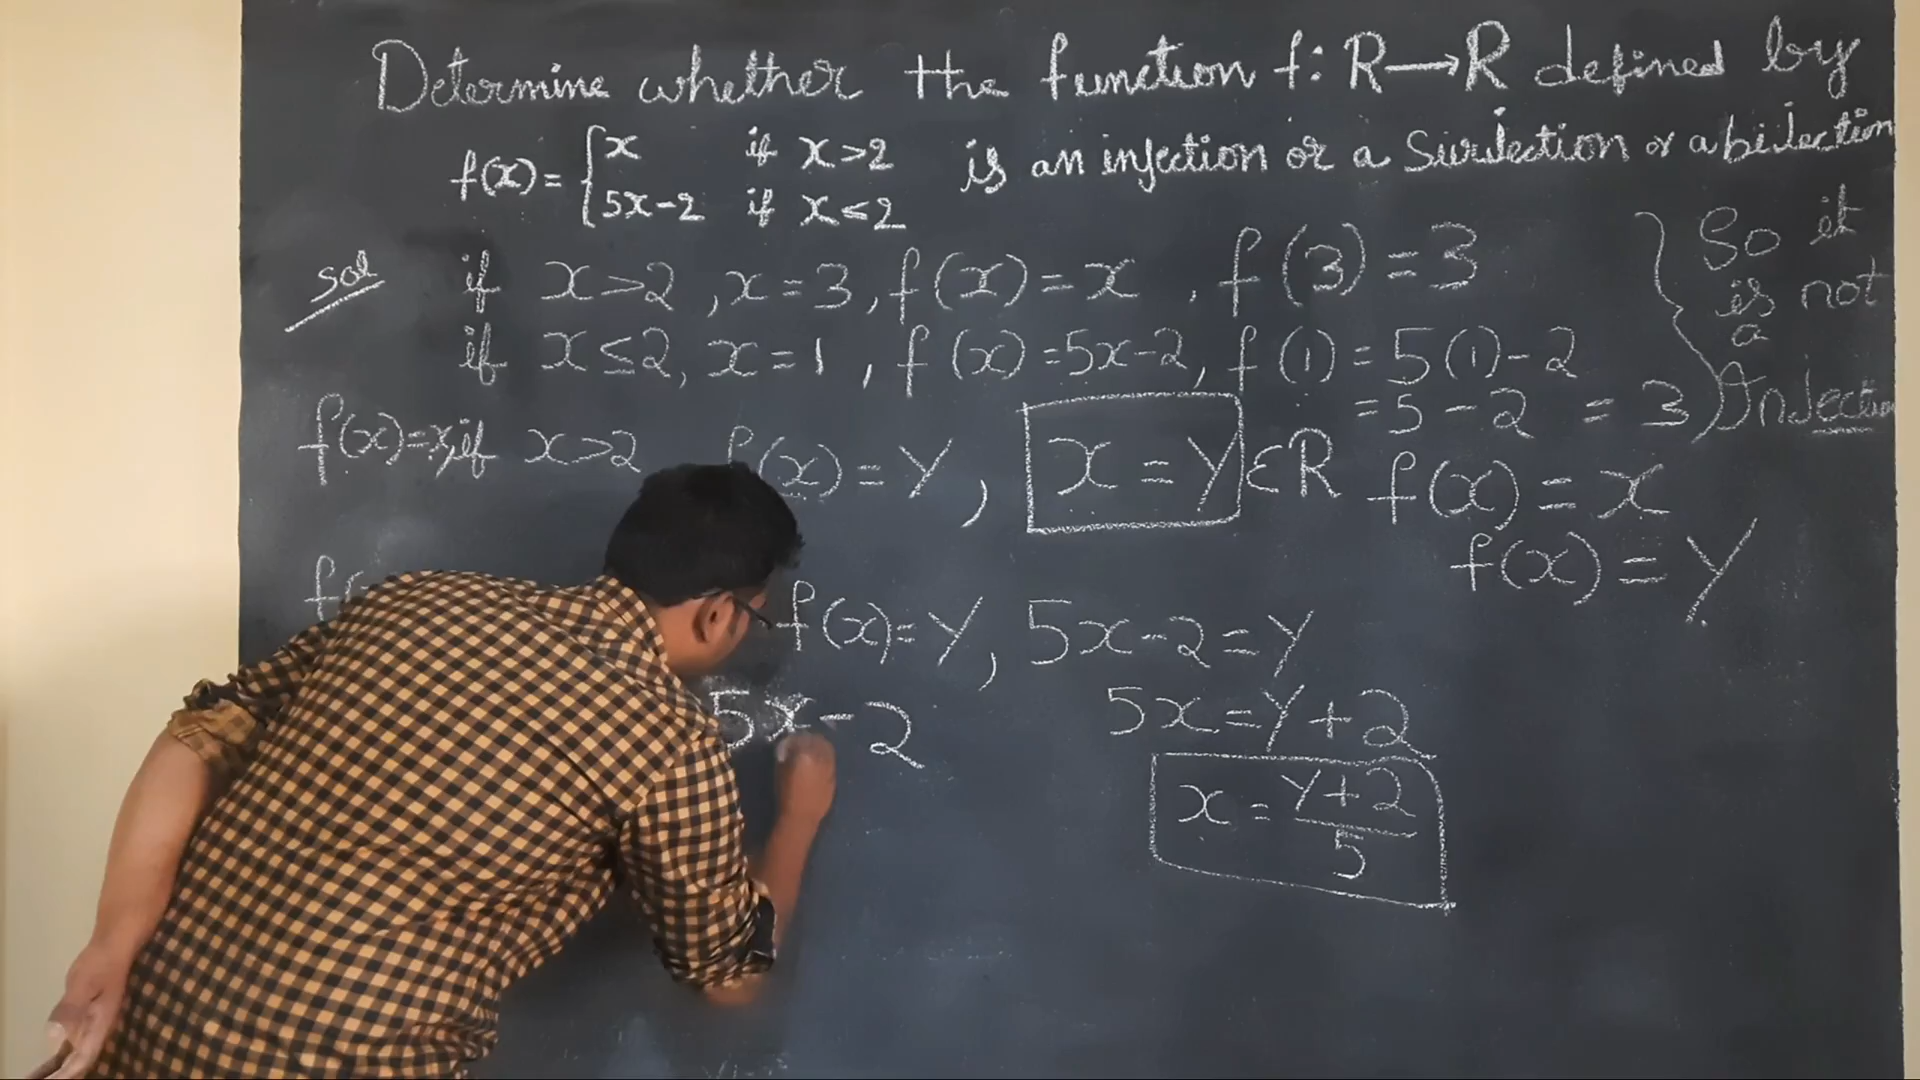 Determine whether the function f: R→R defined by
f(x) = { x if x>2
5x-2 if x≤2 is an injection or a Surjection or a bijection
Sol if x>2, x=3, f(x)=x, f(3)=3
if x≤2, x=1, f(x)=5x-2, f(1)=5(1)-2
=5-2 =3
So it
is not
a
Injection
f(x)=x, if x>2 f(x)=Y, x=Y ∈R f(x)=x
f(x)=Y
f(x)=Y, 5x-2=Y
5x-2 5x=Y+2
x = Y+2 / 5